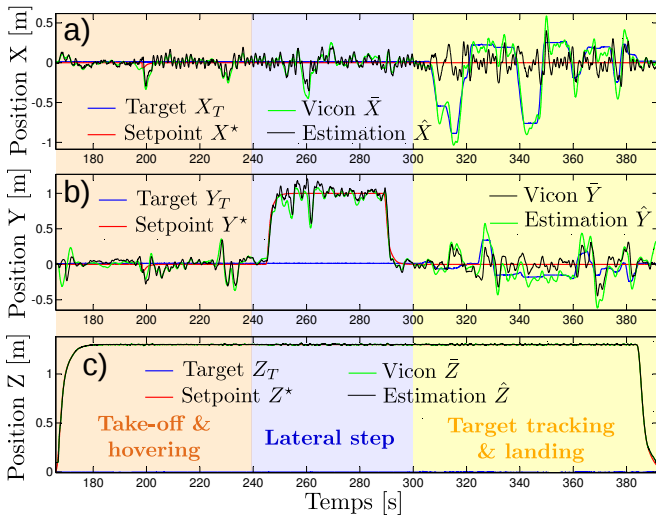 Position X [m]
0.5
0
-0.5
-1
a)
Target X_T
Setpoint X⋆
Vicon X̄
Estimation X̂
180 200 220 240 260 280 300 320 340 360 380
Position Y [m]
1
0.5
0
-0.5
b)
Target Y_T
Setpoint Y⋆
Vicon Ȳ
Estimation Ŷ
180 200 220 240 260 280 300 320 340 360 380
Position Z [m]
1
0
c)
Target Z_T
Setpoint Z⋆
Vicon Z̄
Estimation Ẑ
Take-off &
hovering
Lateral step
Target tracking
& landing
180 200 220 240 260 280 300 320 340 360 380
Temps [s]